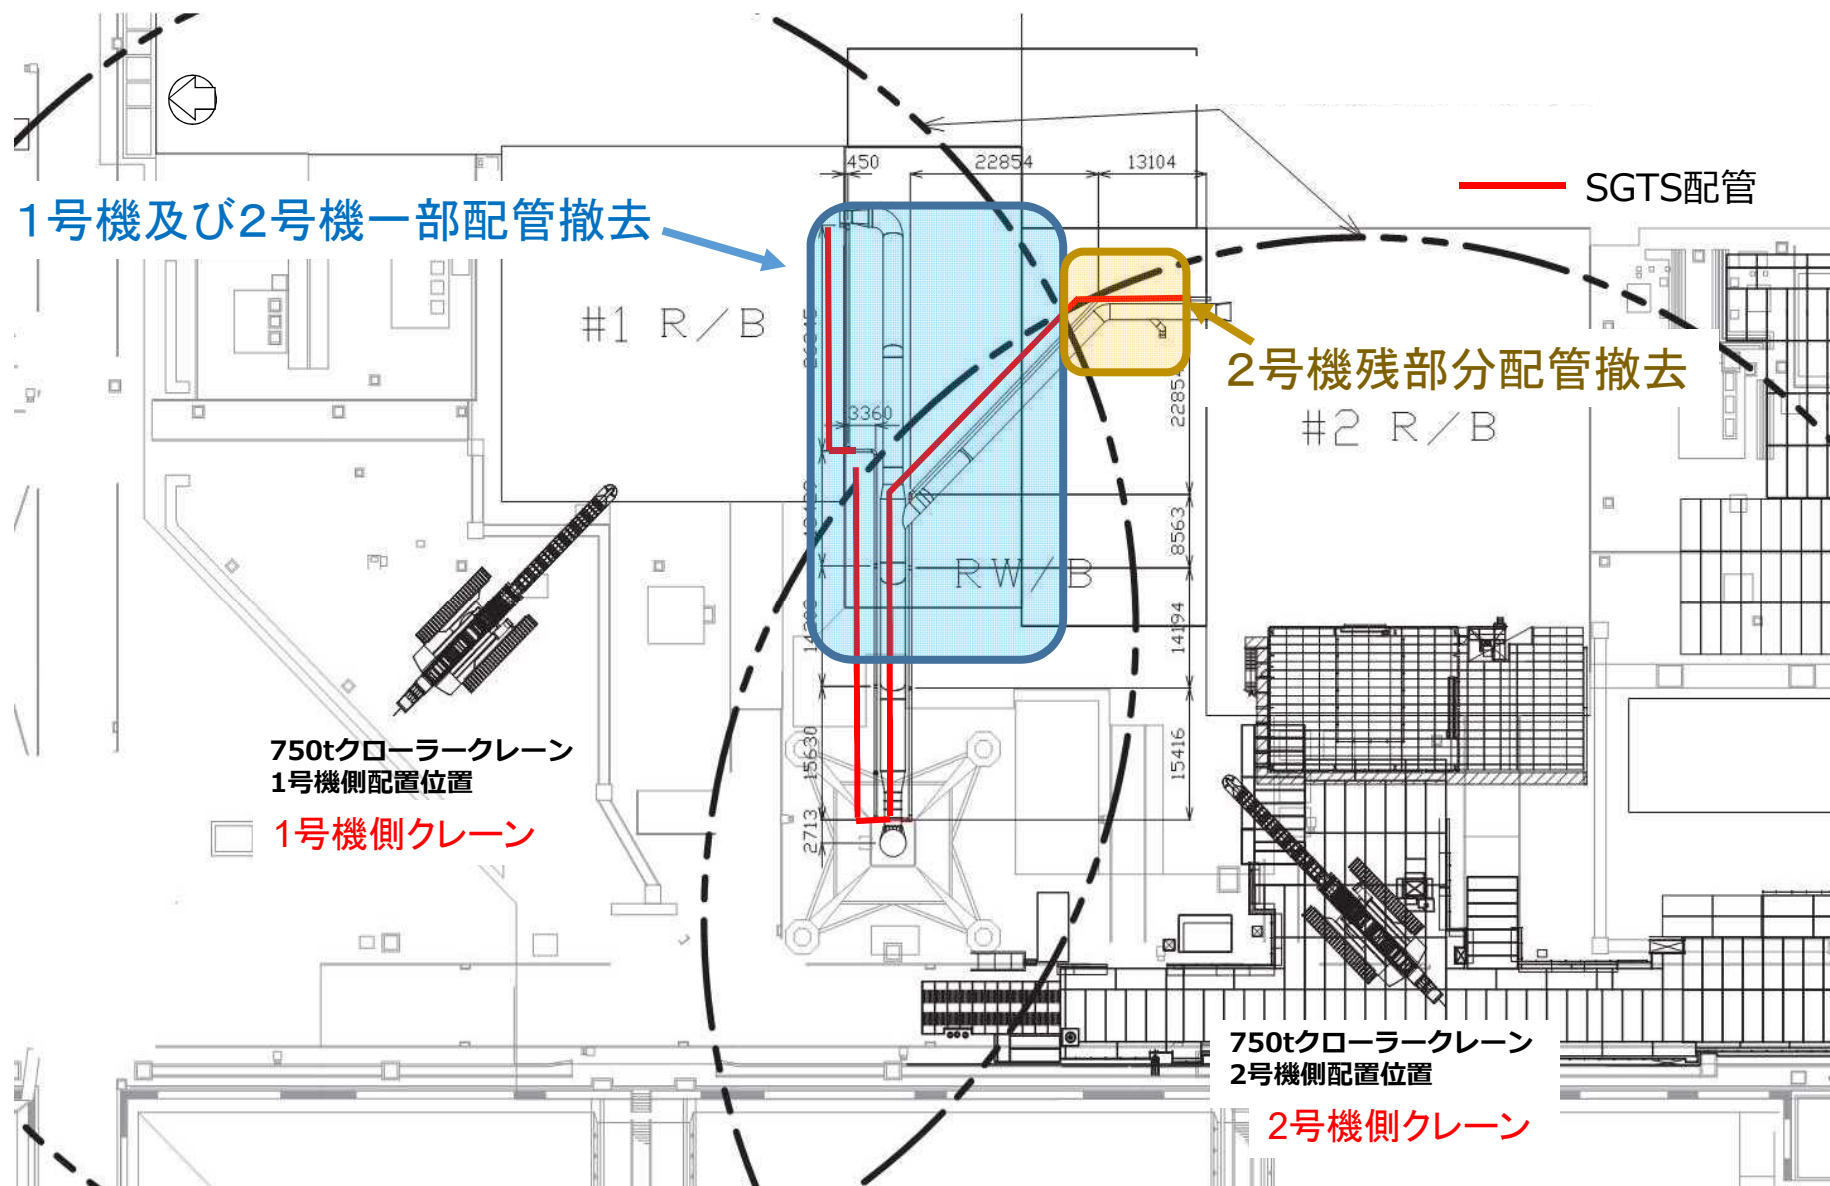 450
22854
13104
SGTS配管
1号機及び2号機一部配管撤去
#1 R/B
2号機残部分配管撤去
3360
#2 R/B
8563
RW/B
14194
15630
15416
2713
750tクローラークレーン
1号機側配置位置
1号機側クレーン
750tクローラークレーン
2号機側配置位置
2号機側クレーン